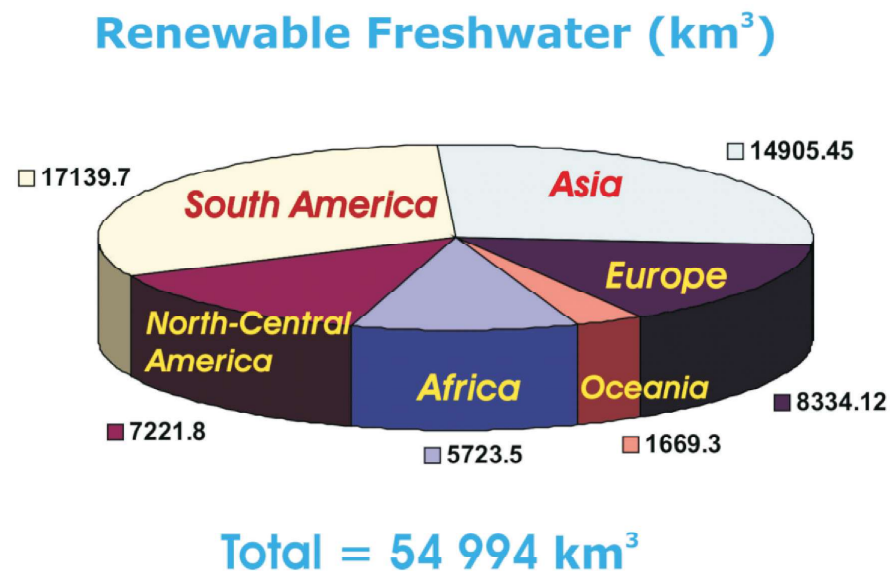 Renewable Freshwater (km³)
14905.45
17139.7
Asia
South America
Europe
North-Central
America
Africa
Oceania
8334.12
7221.8
5723.5
1669.3
Total = 54 994 km³